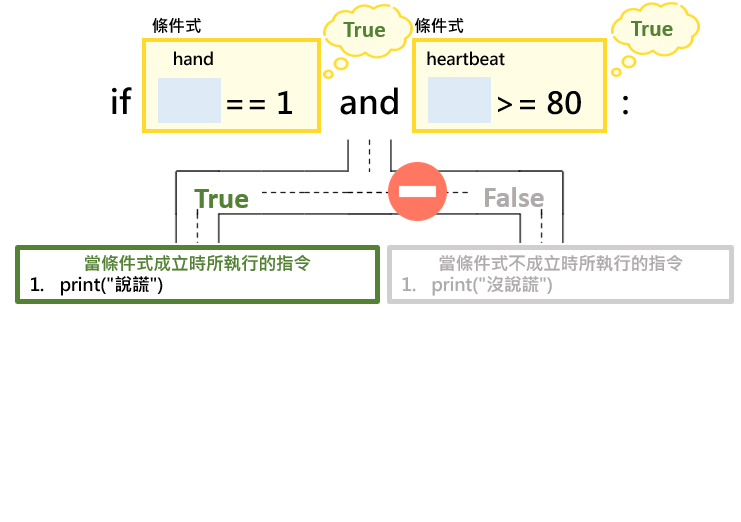 條件式 True 條件式 True
hand heartbeat
if == 1 and >= 80 :
True False
當條件式成立時所執行的指令
1. print("說謊")
當條件式不成立時所執行的指令
1. print("沒說謊")